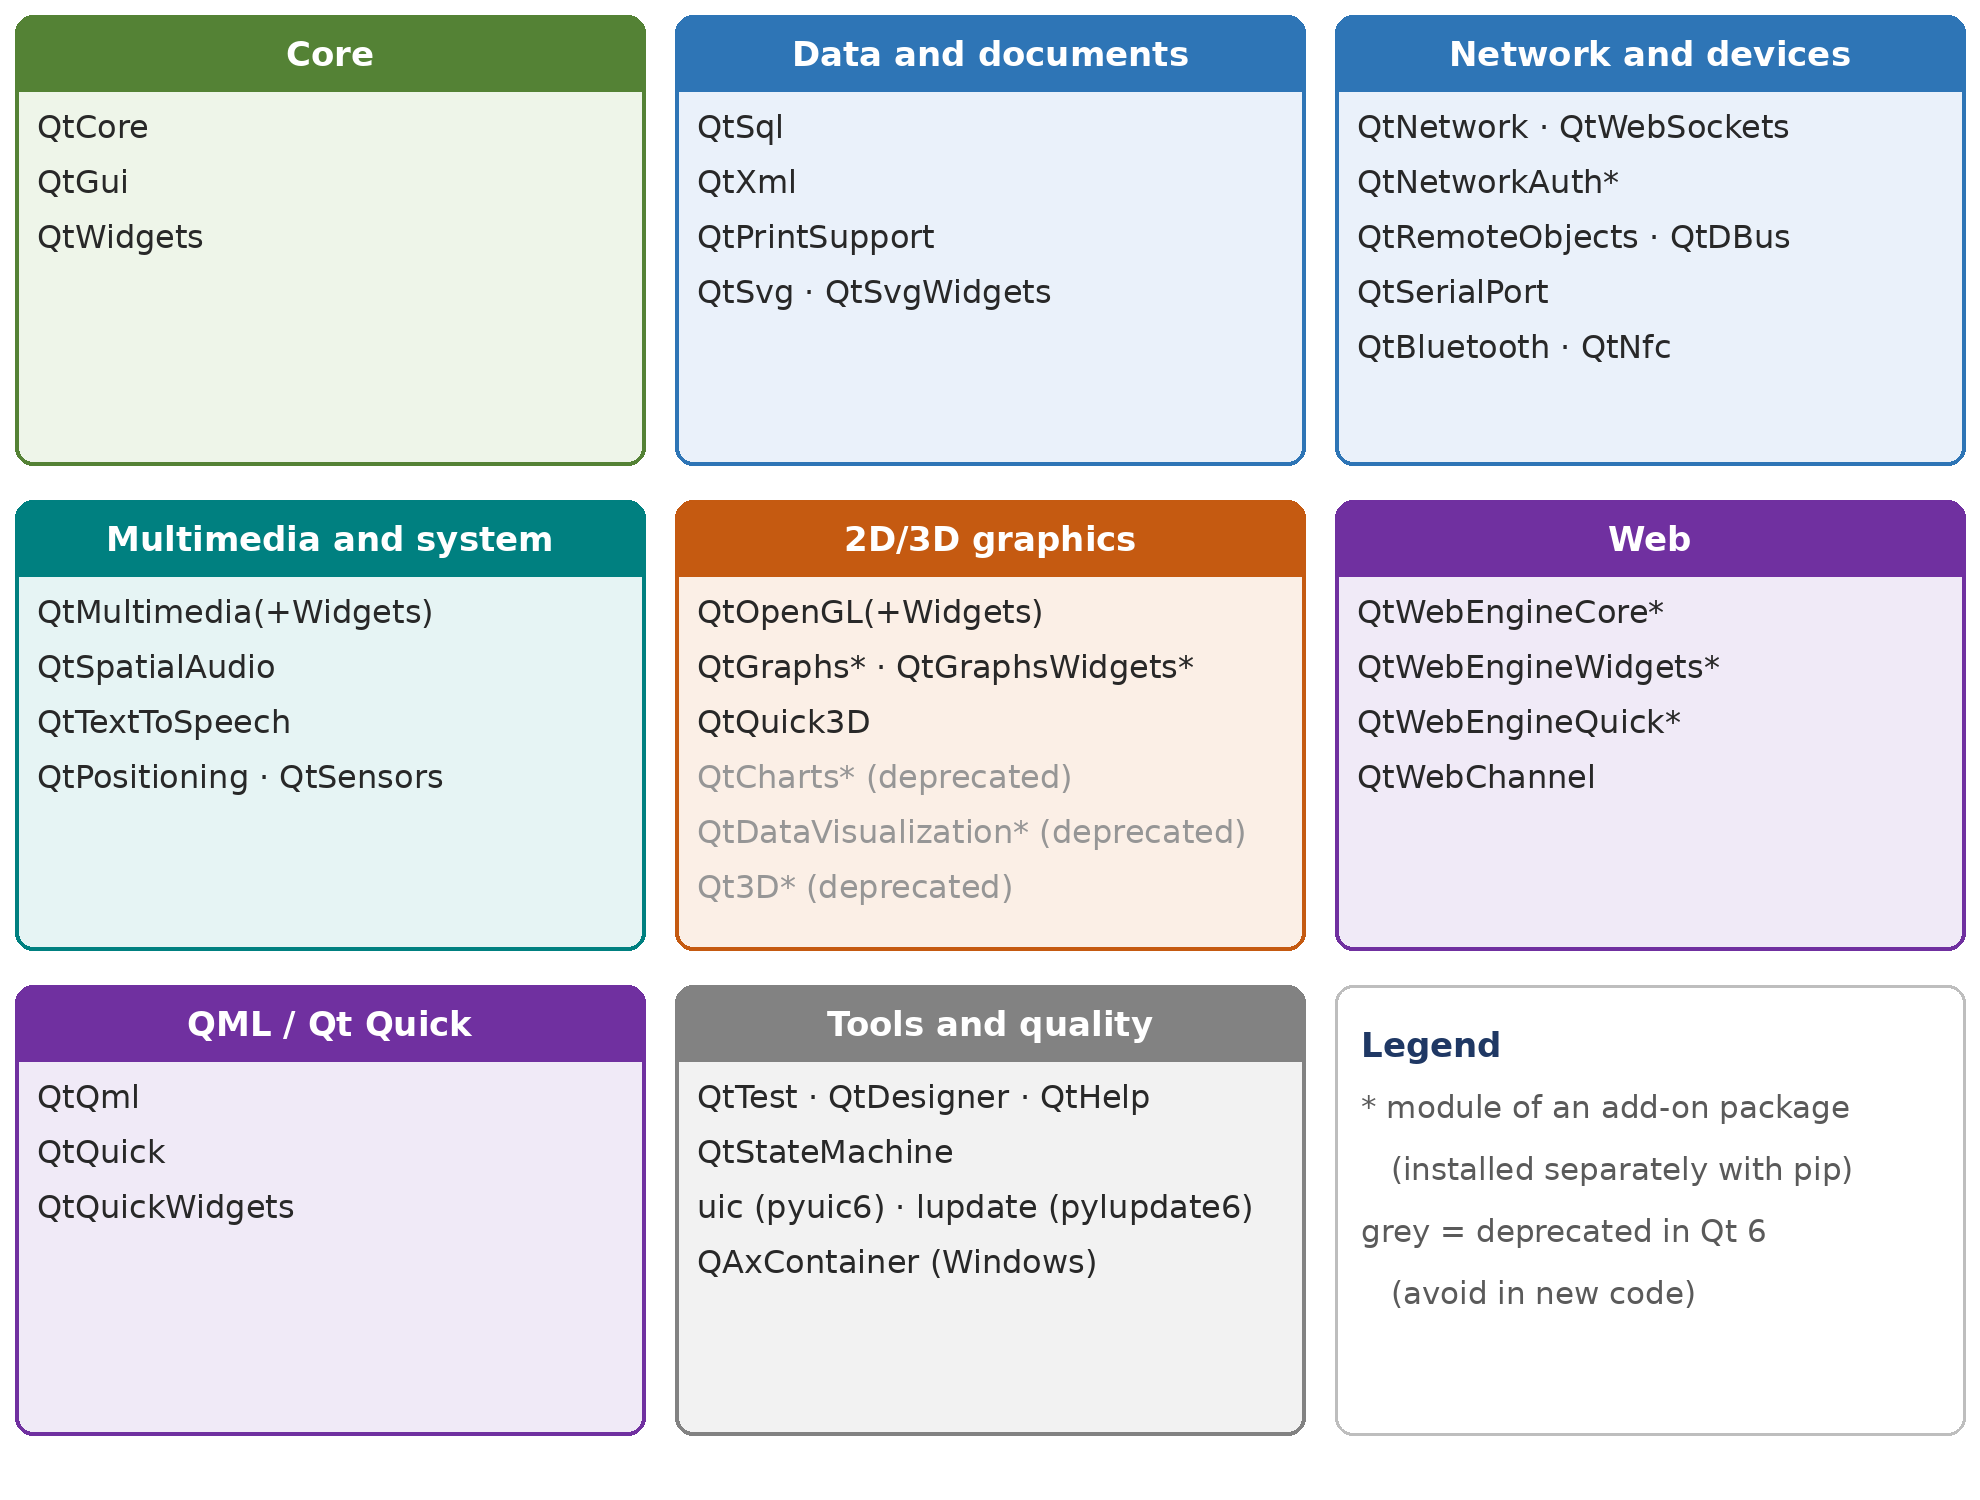 Core
QtCore
QtGui
QtWidgets
Data and documents
QtSql
QtXml
QtPrintSupport
QtSvg · QtSvgWidgets
Network and devices
QtNetwork · QtWebSockets
QtNetworkAuth*
QtRemoteObjects · QtDBus
QtSerialPort
QtBluetooth · QtNfc
Multimedia and system
QtMultimedia(+Widgets)
QtSpatialAudio
QtTextToSpeech
QtPositioning · QtSensors
2D/3D graphics
QtOpenGL(+Widgets)
QtGraphs* · QtGraphsWidgets*
QtQuick3D
QtCharts* (deprecated)
QtDataVisualization* (deprecated)
Qt3D* (deprecated)
Web
QtWebEngineCore*
QtWebEngineWidgets*
QtWebEngineQuick*
QtWebChannel
QML / Qt Quick
QtQml
QtQuick
QtQuickWidgets
Tools and quality
QtTest · QtDesigner · QtHelp
QtStateMachine
uic (pyuic6) · lupdate (pylupdate6)
QAxContainer (Windows)
Legend
* module of an add-on package
(installed separately with pip)
grey = deprecated in Qt 6
(avoid in new code)